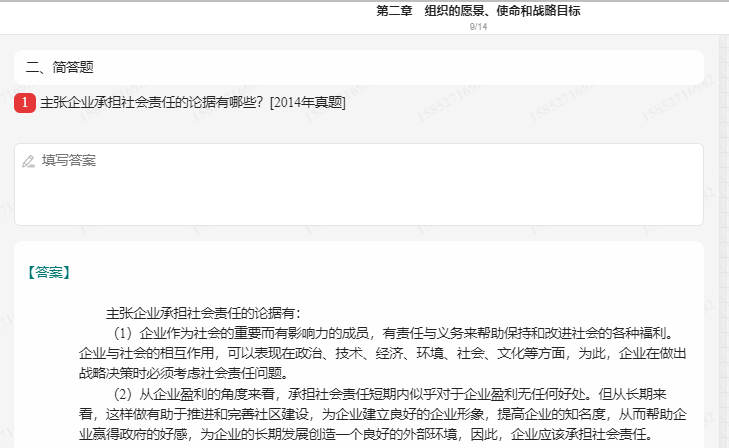 第二章　组织的愿景、使命和战略目标
9/14
二、简答题
1 主张企业承担社会责任的论据有哪些？[2014年真题]
填写答案
【答案】
主张企业承担社会责任的论据有：
（1）企业作为社会的重要而有影响力的成员，有责任与义务来帮助保持和改进社会的各种福利。
企业与社会的相互作用，可以表现在政治、技术、经济、环境、社会、文化等方面，为此，企业在做出
战略决策时必须考虑社会责任问题。
（2）从企业盈利的角度来看，承担社会责任短期内似乎对于企业盈利无任何好处。但从长期来
看，这样做有助于推进和完善社区建设，为企业建立良好的企业形象，提高企业的知名度，从而帮助企
业赢得政府的好感，为企业的长期发展创造一个良好的外部环境，因此，企业应该承担社会责任。